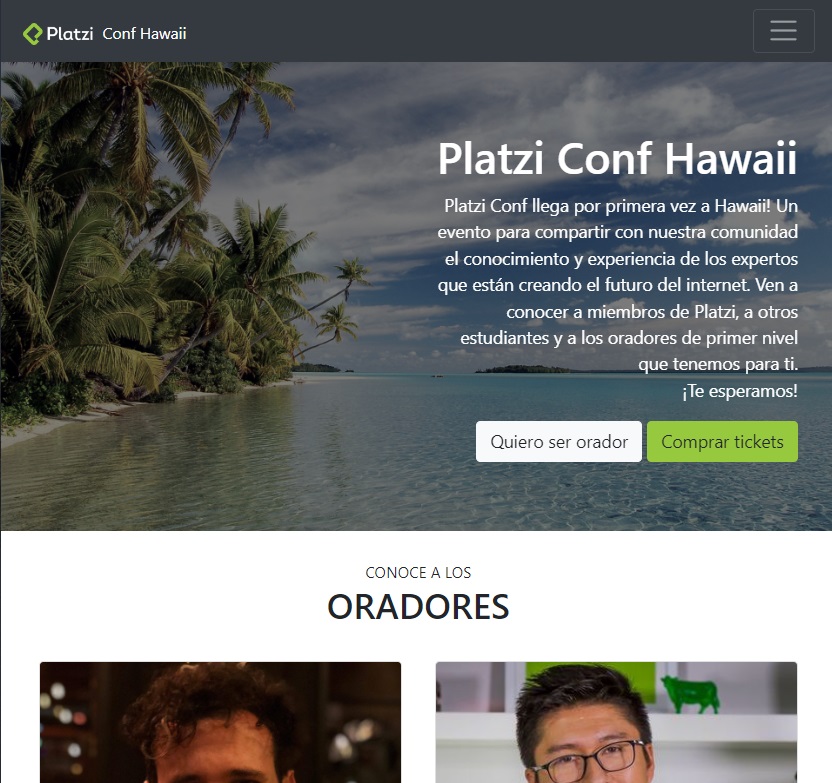 Platzi Conf Hawaii
Platzi Conf Hawaii
Platzi Conf llega por primera vez a Hawaii! Un
evento para compartir con nuestra comunidad
el conocimiento y experiencia de los expertos
que están creando el futuro del internet. Ven a
conocer a miembros de Platzi, a otros
estudiantes y a los oradores de primer nivel
que tenemos para ti.
¡Te esperamos!
Quiero ser orador Comprar tickets
CONOCE A LOS
ORADORES